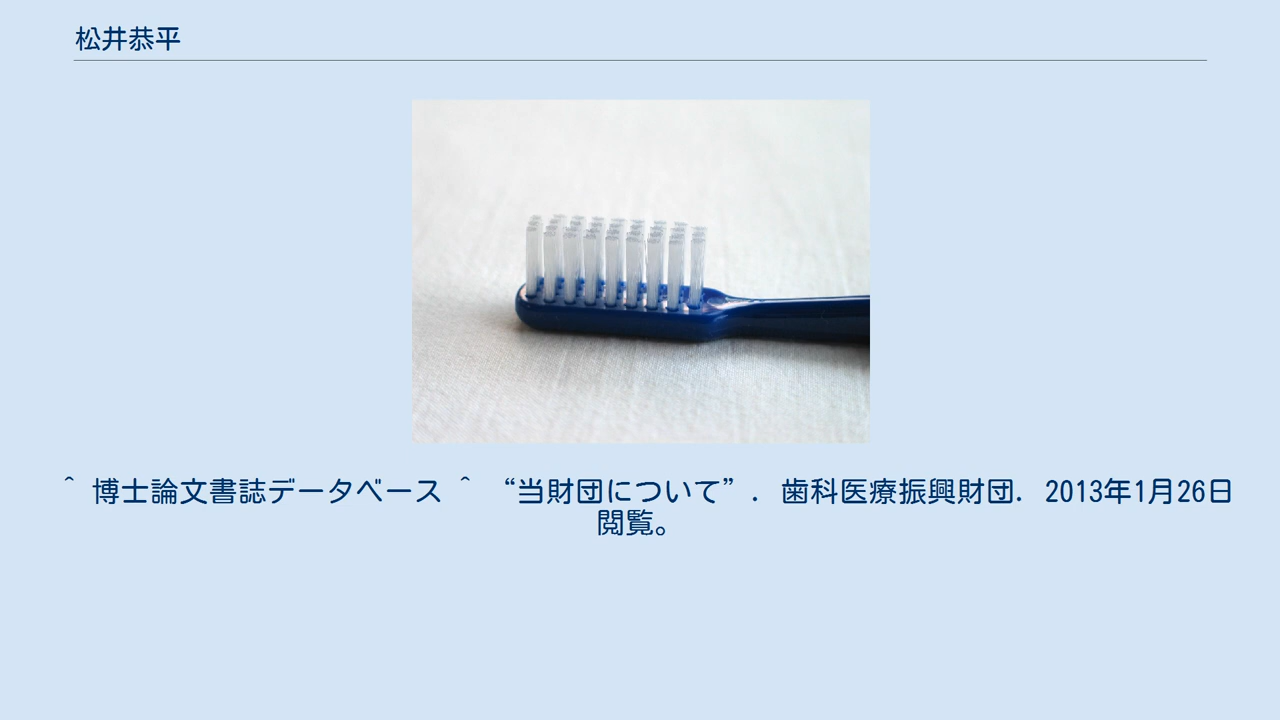 松井恭平
^ 博士論文書誌データベース ^ “当財団について”. 歯科医療振興財団. 2013年1月26日
閲覧。